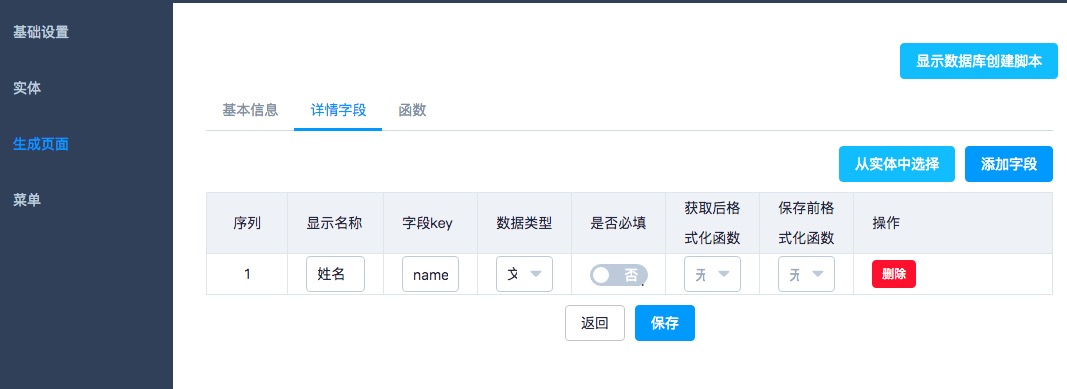 基础设置
实体
生成页面
菜单
显示数据库创建脚本
基本信息 详情字段 函数
从实体中选择 添加字段
序列 显示名称 字段key 数据类型 是否必填 获取后格式化函数 保存前格式化函数 操作
1 姓名 name 文 否 删除
返回 保存